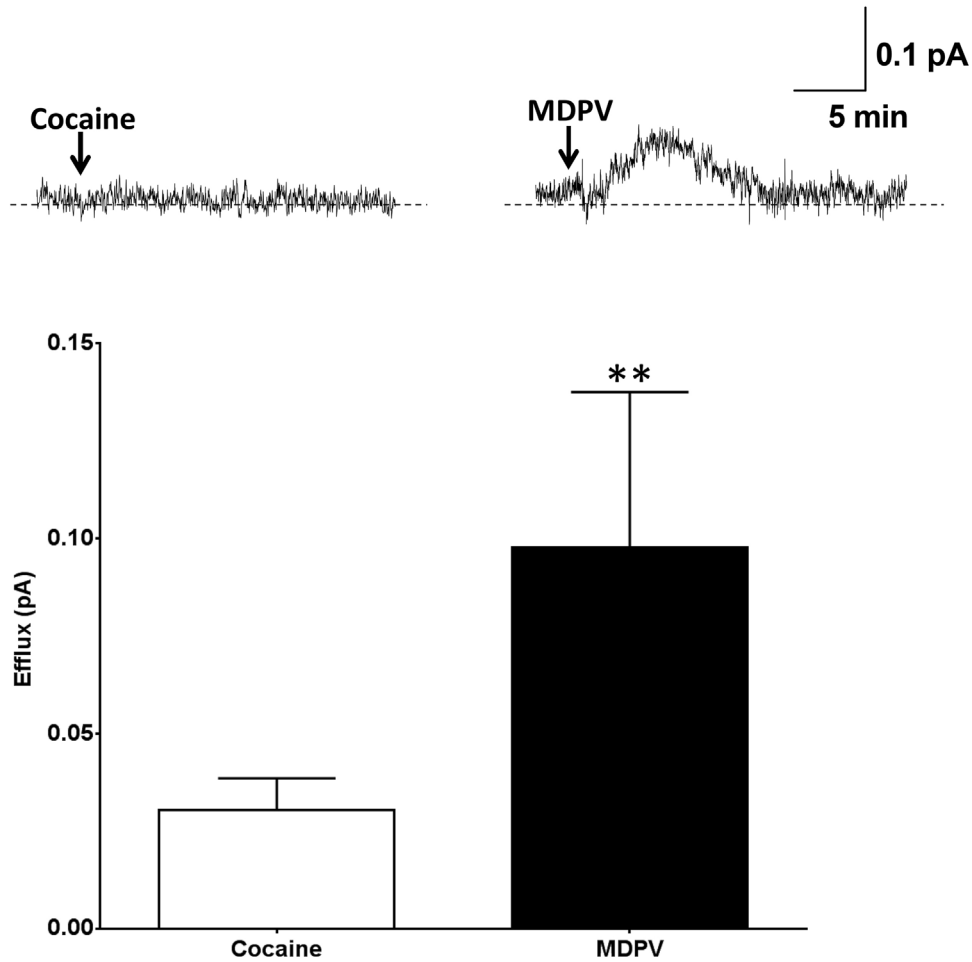 0.1 pA
5 min
Cocaine
MDPV
0.15
**
0.10
0.05
0.00
Efflux (pA)
Cocaine
MDPV